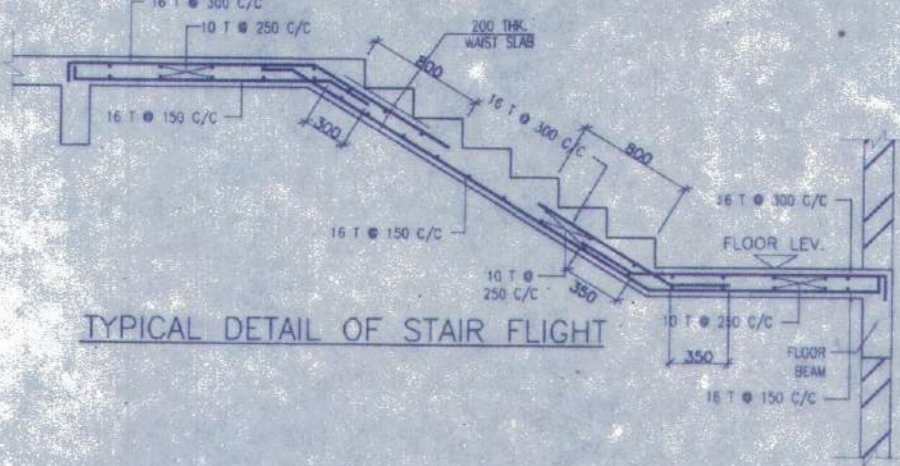 16 T @ 300 C/C
10 T @ 250 C/C
200 THK.
WAIST SLAB
800
16 T @ 300 C/C
16 T @ 150 C/C
300
800
16 T @ 150 C/C
16 T @ 300 C/C
FLOOR LEV.
10 T @
250 C/C
350
TYPICAL DETAIL OF STAIR FLIGHT
10 T @ 250 C/C
350
FLOOR
BEAM
16 T @ 150 C/C